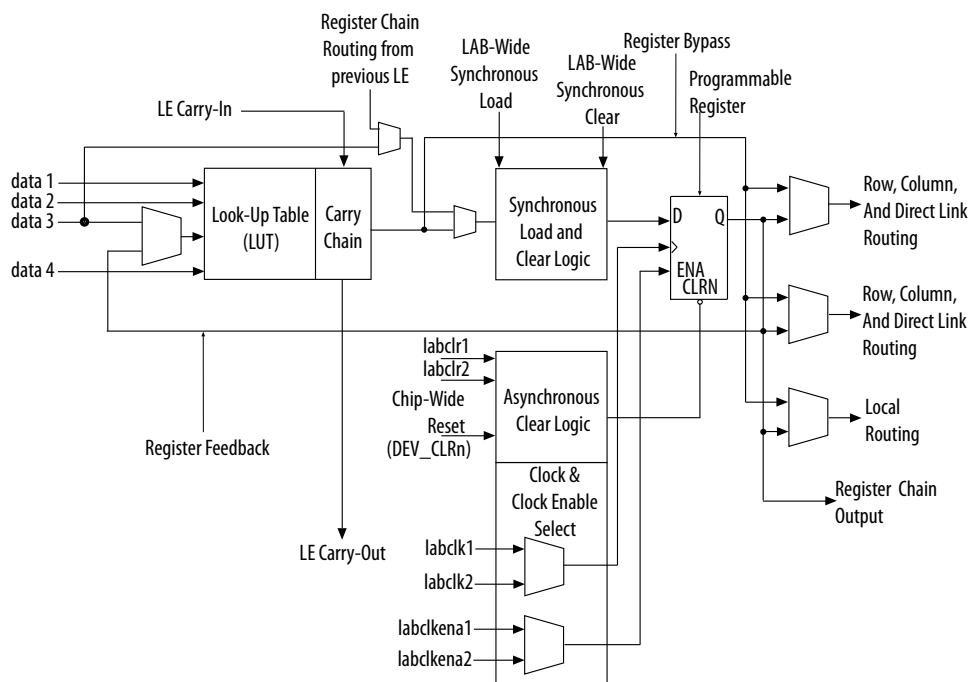 Register Chain
Routing from
previous LE
LAB-Wide
Synchronous
Load
LAB-Wide
Synchronous
Clear
Register Bypass
Programmable
Register
LE Carry-In
data 1
data 2
data 3
data 4
Look-Up Table
(LUT)
Carry
Chain
Synchronous
Load and
Clear Logic
D
Q
ENA
CLRN
Row, Column,
And Direct Link
Routing
Row, Column,
And Direct Link
Routing
Local
Routing
Register Chain
Output
labclr1
labclr2
Chip-Wide
Reset
(DEV_CLRn)
Asynchronous
Clear Logic
Register Feedback
Clock &
Clock Enable
Select
LE Carry-Out
labclk1
labclk2
labclkena1
labclkena2